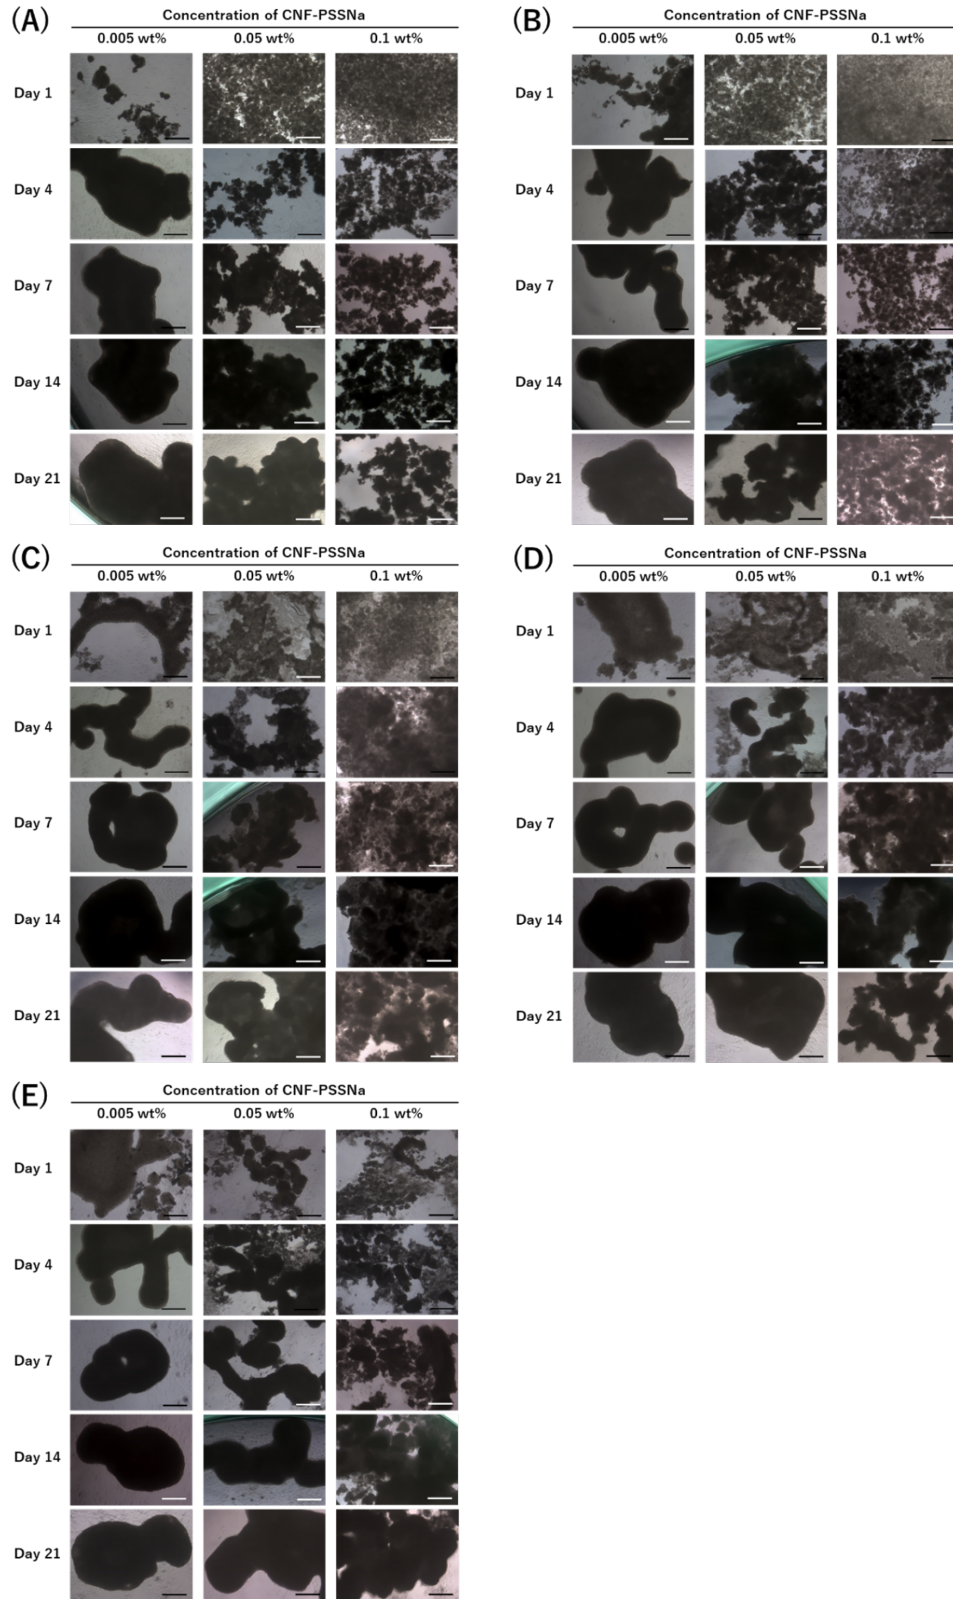 (A)
Concentration of CNF-PSSNa
0.005 wt% 0.05 wt% 0.1 wt%
Day 1
Day 4
Day 7
Day 14
Day 21
(B)
Concentration of CNF-PSSNa
0.005 wt% 0.05 wt% 0.1 wt%
Day 1
Day 4
Day 7
Day 14
Day 21
(C)
Concentration of CNF-PSSNa
0.005 wt% 0.05 wt% 0.1 wt%
Day 1
Day 4
Day 7
Day 14
Day 21
(D)
Concentration of CNF-PSSNa
0.005 wt% 0.05 wt% 0.1 wt%
Day 1
Day 4
Day 7
Day 14
Day 21
(E)
Concentration of CNF-PSSNa
0.005 wt% 0.05 wt% 0.1 wt%
Day 1
Day 4
Day 7
Day 14
Day 21